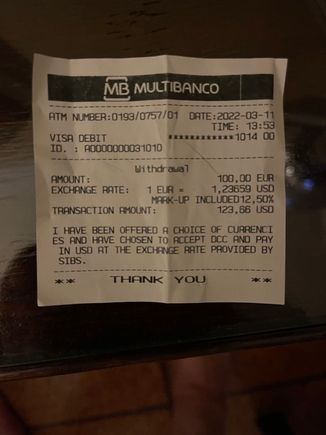 MB MULTIBANCO
ATM NUMBER:0193/0757/01 DATE:2022-03-11
TIME: 13:53
VISA DEBIT ************1014 00
ID. : A0000000031010
Withdrawal
AMOUNT: 100,00 EUR
EXCHANGE RATE: 1 EUR = 1,23659 USD
MARK-UP INCLUDED12,50%
TRANSACTION AMOUNT: 123,66 USD
I HAVE BEEN OFFERED A CHOICE OF CURRENCI
ES AND HAVE CHOSEN TO ACCEPT DCC AND PAY
IN USD AT THE EXCHANGE RATE PROVIDED BY
SIBS.
** THANK YOU **